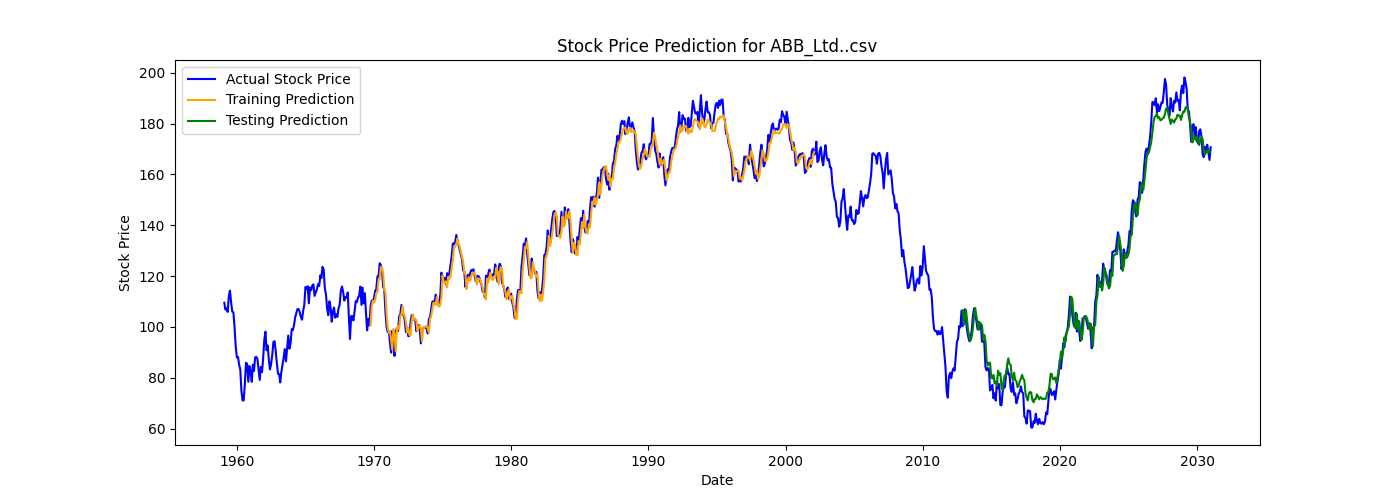 Stock Price Prediction for ABB_Ltd..csv
Actual Stock Price
Training Prediction
Testing Prediction
200
180
160
140
120
100
80
60
Stock Price
1960
1970
1980
1990
2000
2010
2020
2030
Date